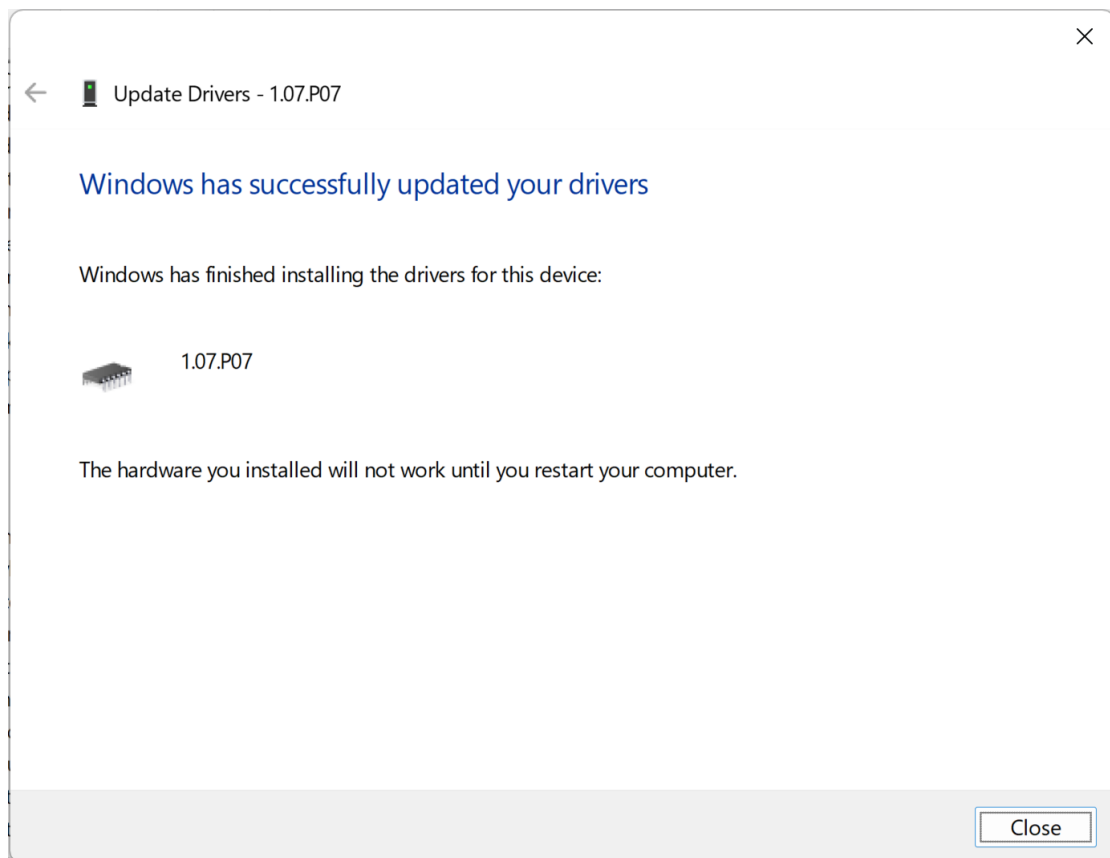 Update Drivers - 1.07.P07
Windows has successfully updated your drivers
Windows has finished installing the drivers for this device:
1.07.P07
The hardware you installed will not work until you restart your computer.
Close